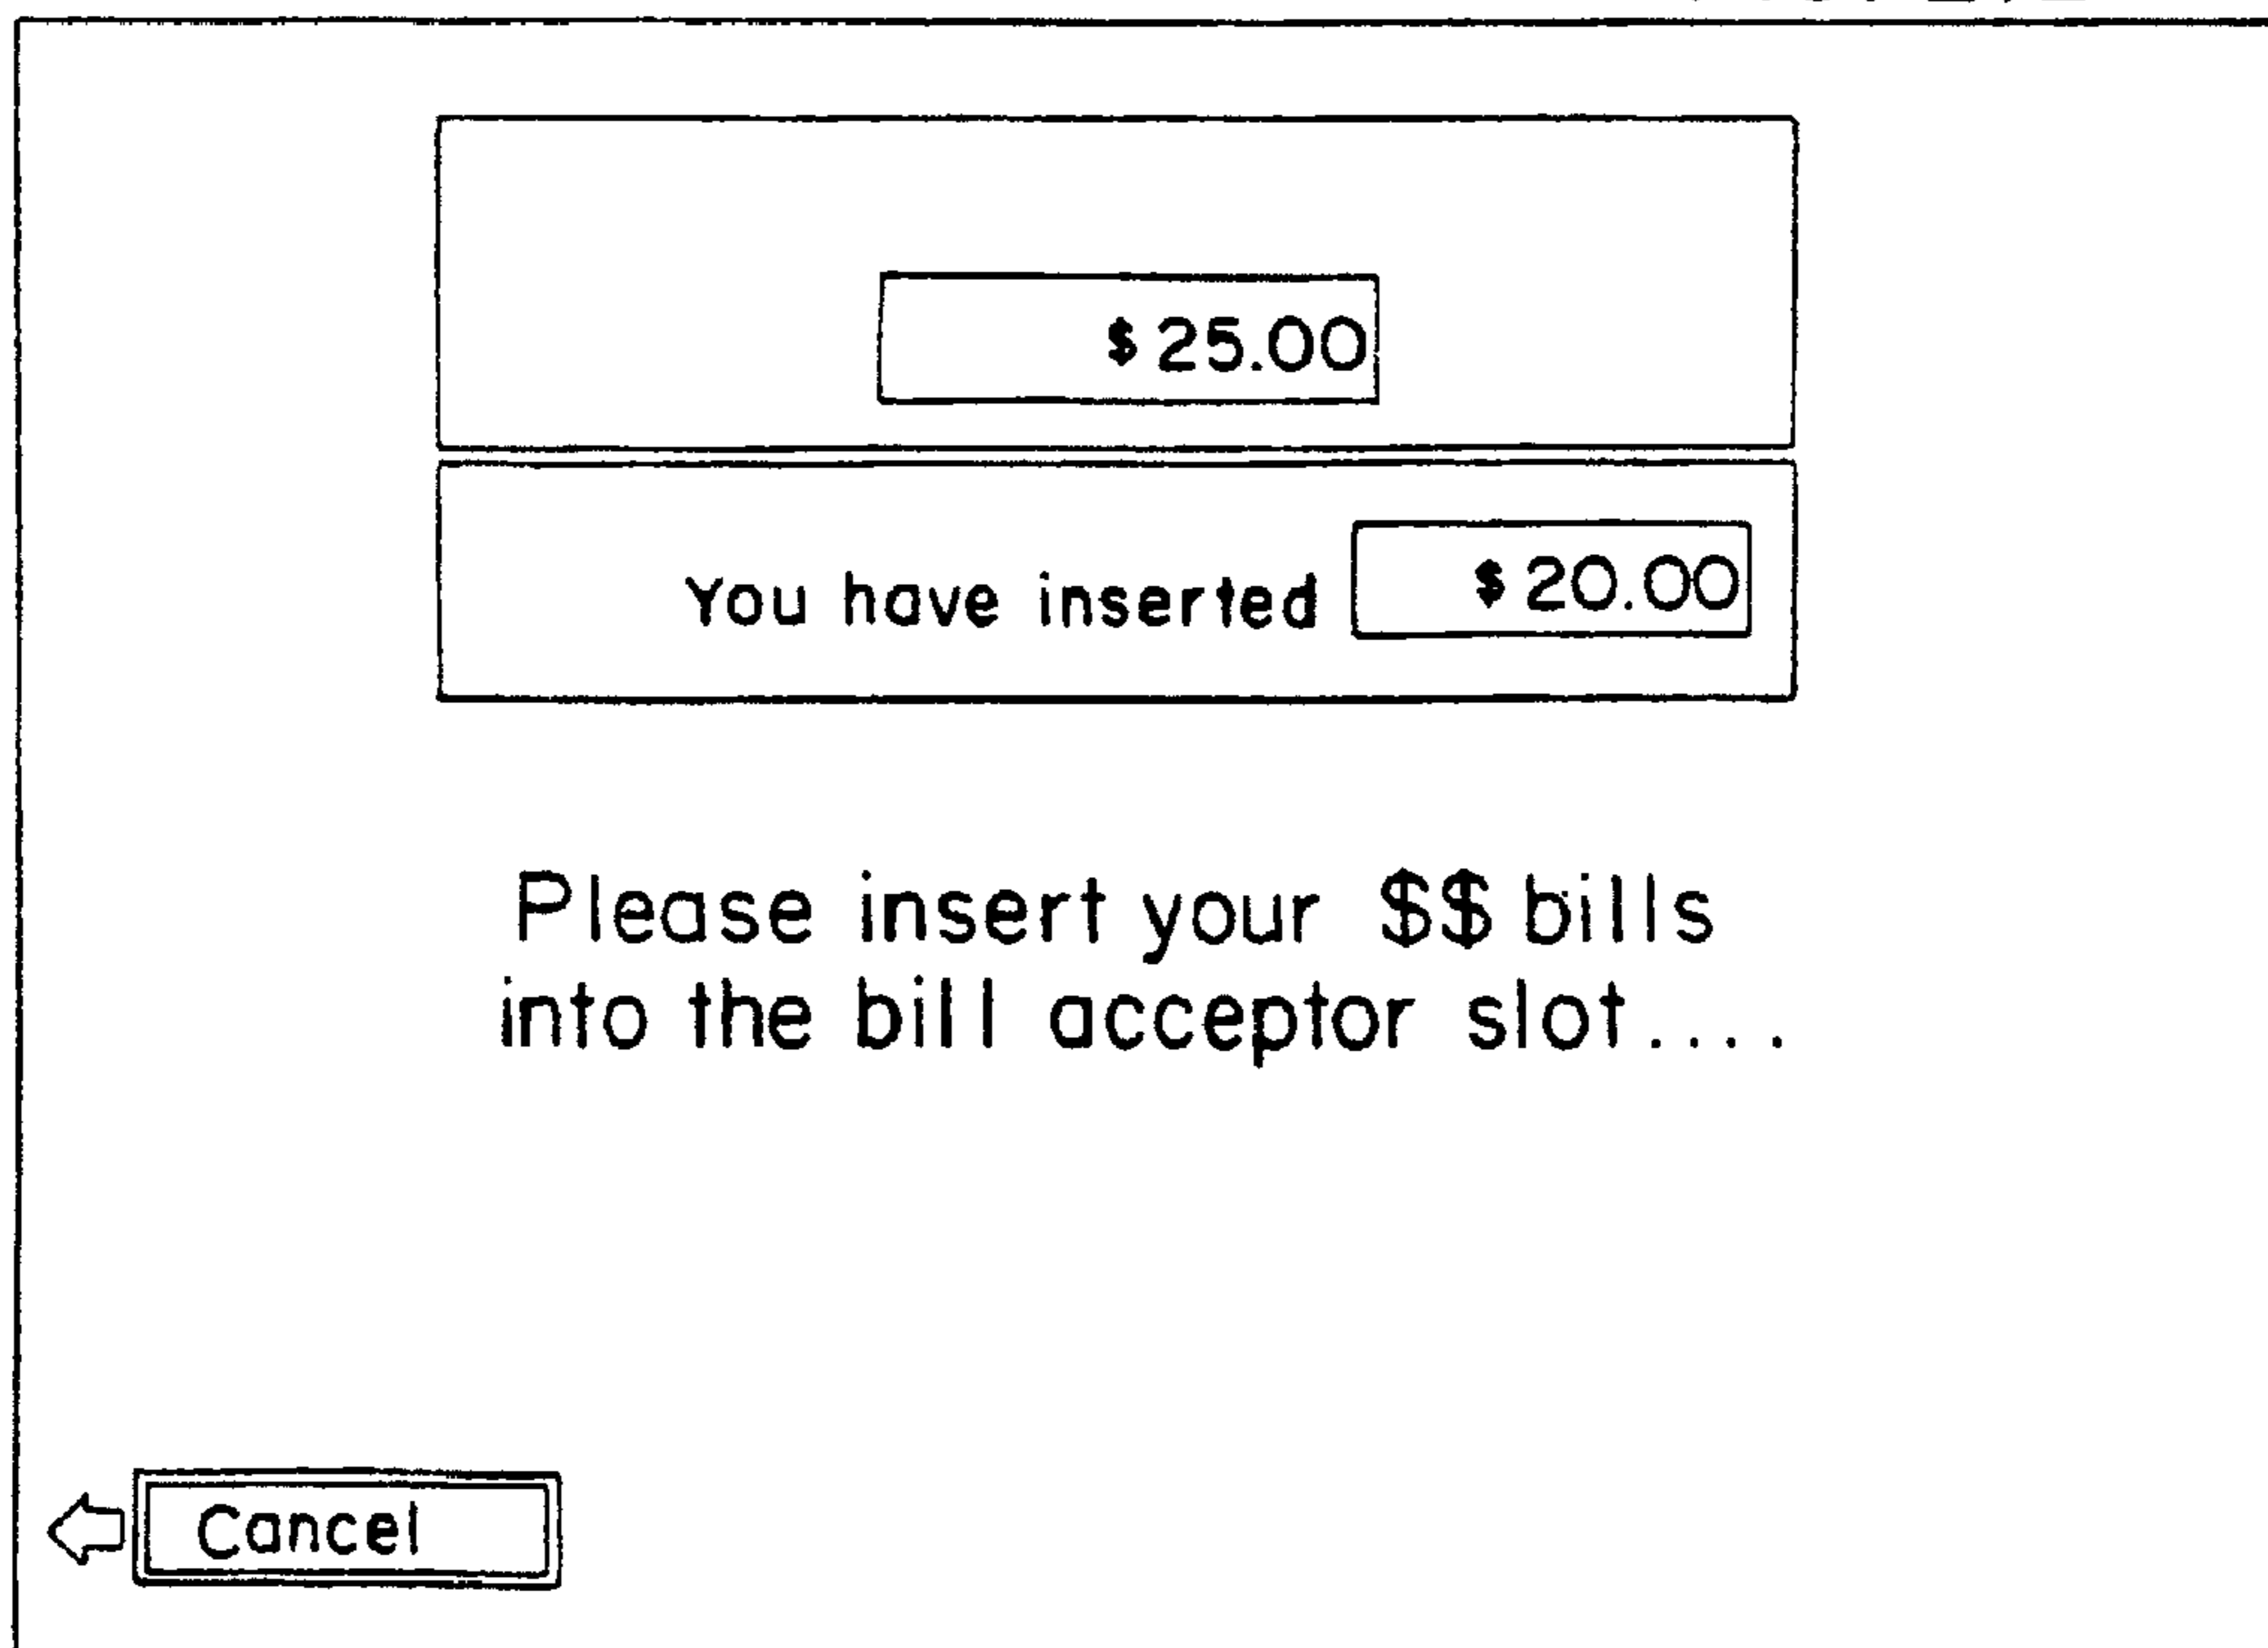 $25.00
You have inserted $20.00
Please insert your $$ bills
into the bill acceptor slot....
Cancel